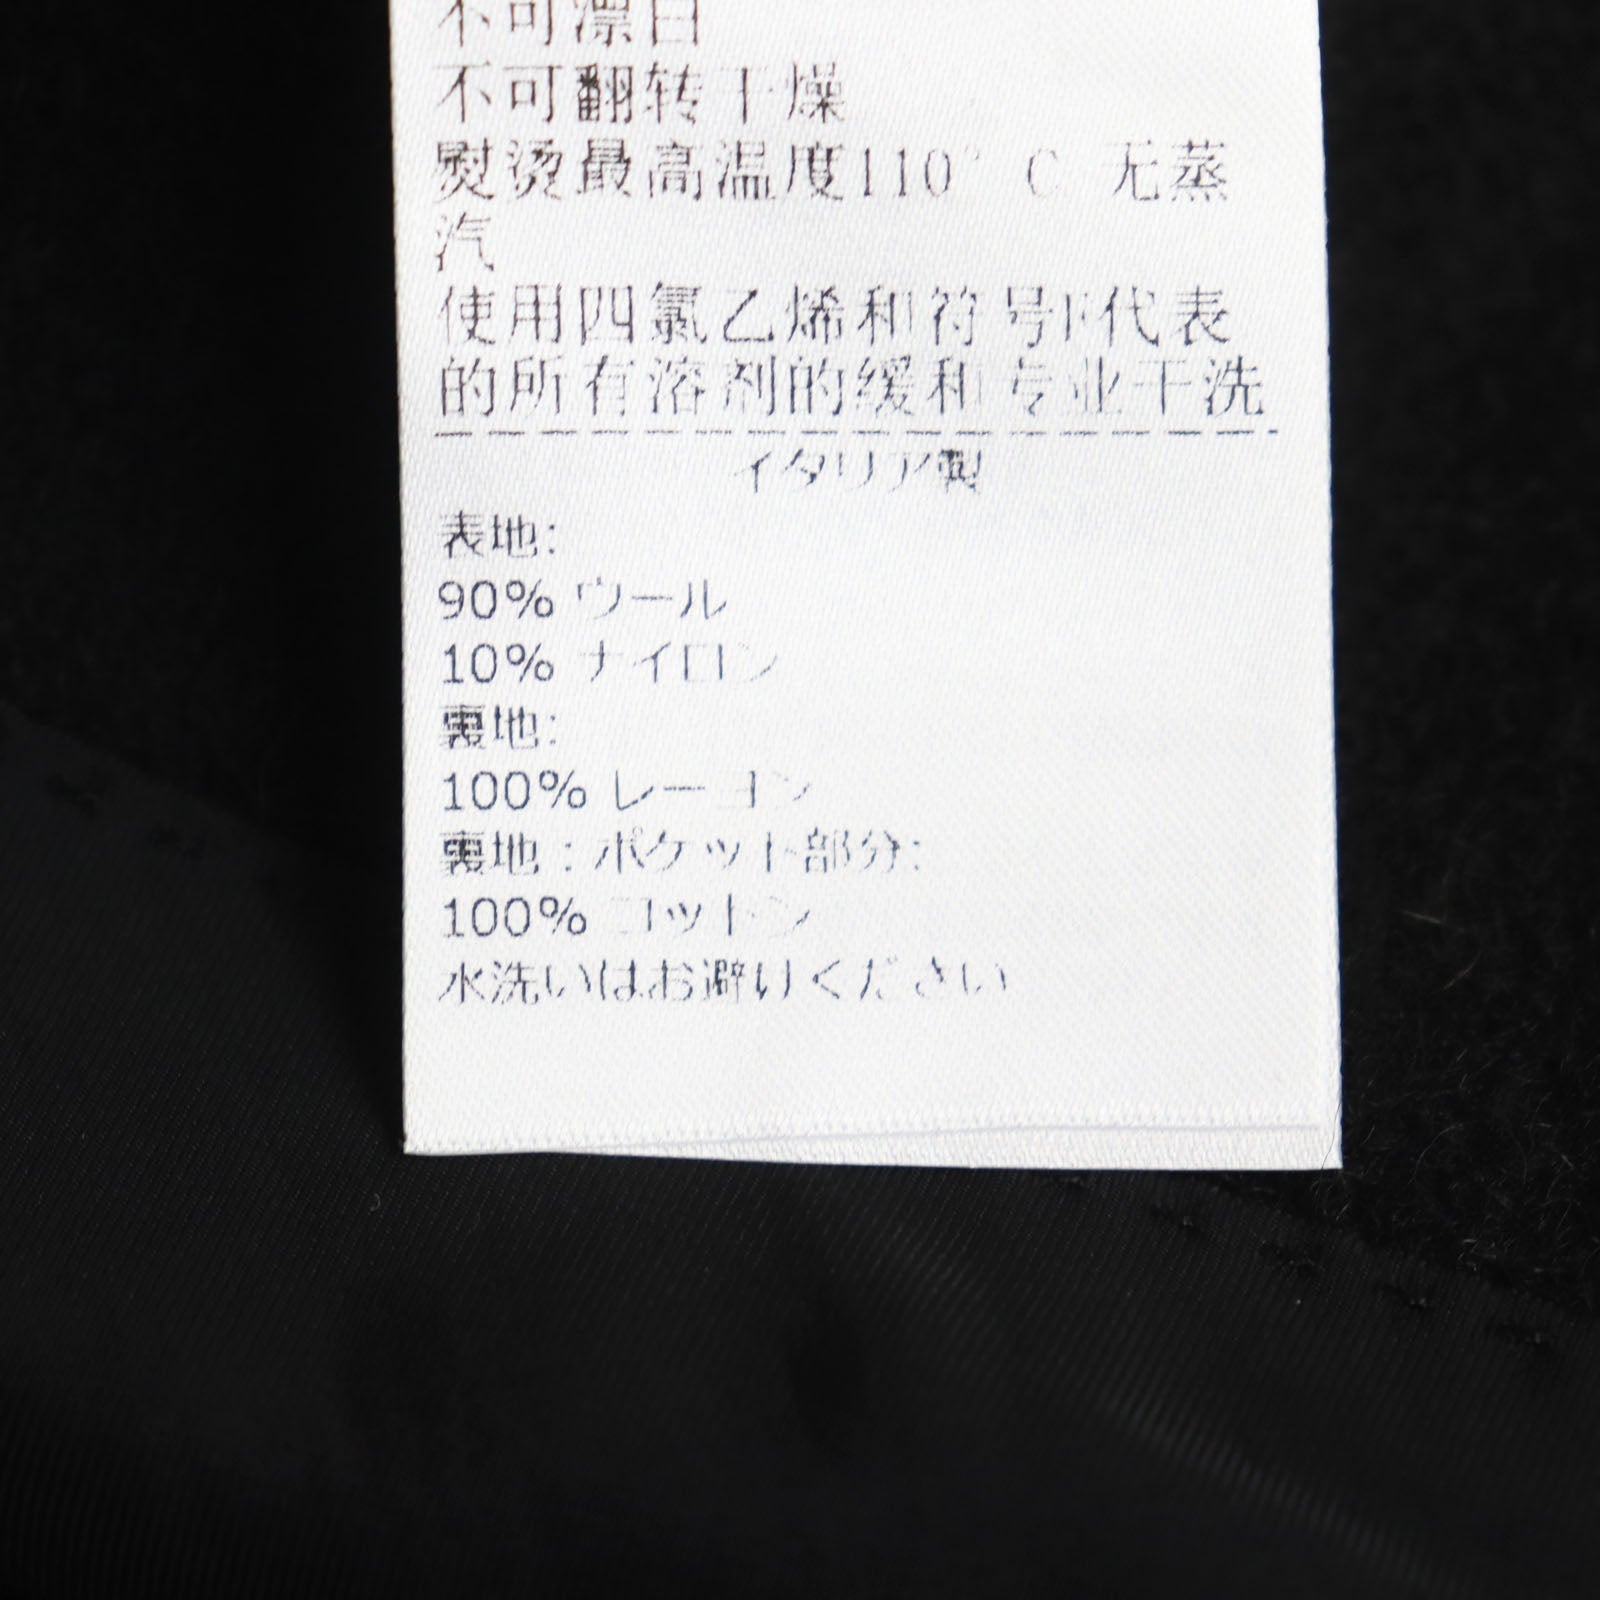 不可漂白
不可翻转干燥
熨烫最高温度110° C 无蒸
汽
使用四氯乙烯和符号F代表
的所有溶剂的缓和专业干洗
イタリア製
表地:
90% ウール
10% ナイロン
裏地:
100% レーヨン
裏地：ポケット部分:
100% コットン
水洗いはお避けください